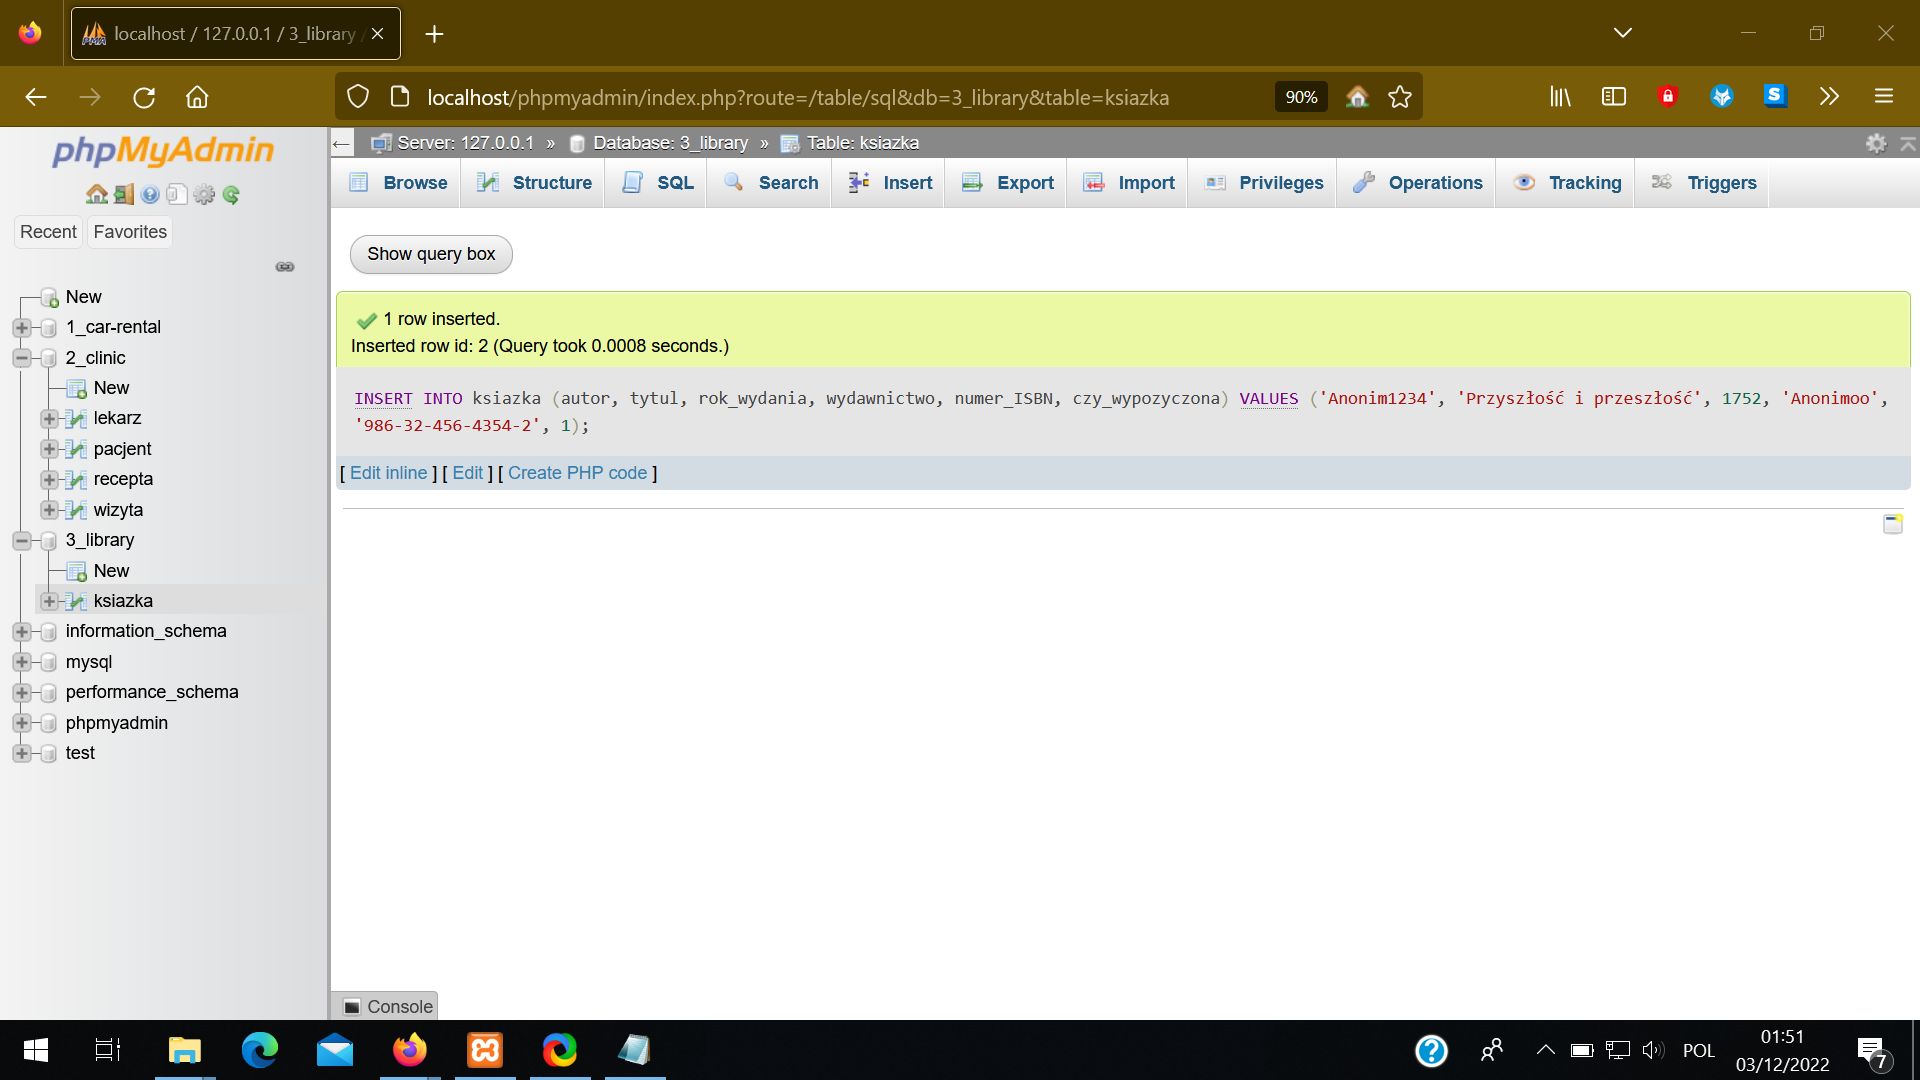 localhost / 127.0.0.1 / 3_library /
localhost/phpmyadmin/index.php?route=/table/sql&db=3_library&table=ksiazka
90%
phpMyAdmin
Recent
Favorites
New
1_car-rental
2_clinic
New
lekarz
pacjent
recepta
wizyta
3_library
New
ksiazka
information_schema
mysql
performance_schema
phpmyadmin
test
Server: 127.0.0.1 » Database: 3_library » Table: ksiazka
Browse Structure SQL Search Insert Export Import Privileges Operations Tracking Triggers
Show query box
1 row inserted.
Inserted row id: 2 (Query took 0.0008 seconds.)
INSERT INTO ksiazka (autor, tytul, rok_wydania, wydawnictwo, numer_ISBN, czy_wypozyczona) VALUES ('Anonim1234', 'Przyszłość i przeszłość', 1752, 'Anonimoo',
'986-32-456-4354-2', 1);
[ Edit inline ] [ Edit ] [ Create PHP code ]
Console
POL
01:51
03/12/2022
7